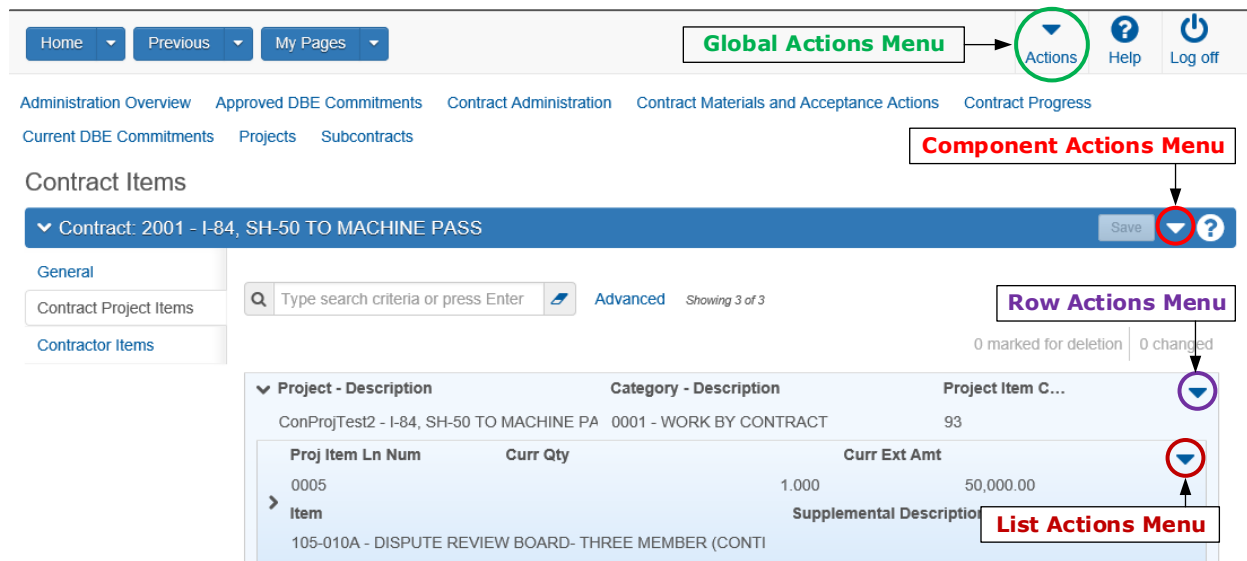 Home Previous My Pages Global Actions Menu Actions ? Help Log off
Administration Overview Approved DBE Commitments Contract Administration Contract Materials and Acceptance Actions Contract Progress
Current DBE Commitments Projects Subcontracts
Component Actions Menu
Contract Items
Contract: 2001 - I-84, SH-50 TO MACHINE PASS Save ?
General
Contract Project Items
Contractor Items
Type search criteria or press Enter Advanced Showing 3 of 3
Row Actions Menu
0 marked for deletion 0 changed
Project - Description Category - Description Project Item C...
ConProjTest2 - I-84, SH-50 TO MACHINE PA 0001 - WORK BY CONTRACT 93
Proj Item Ln Num Curr Qty Curr Ext Amt
0005 1.000 50,000.00
Item Supplemental Description
List Actions Menu
105-010A - DISPUTE REVIEW BOARD- THREE MEMBER (CONTI